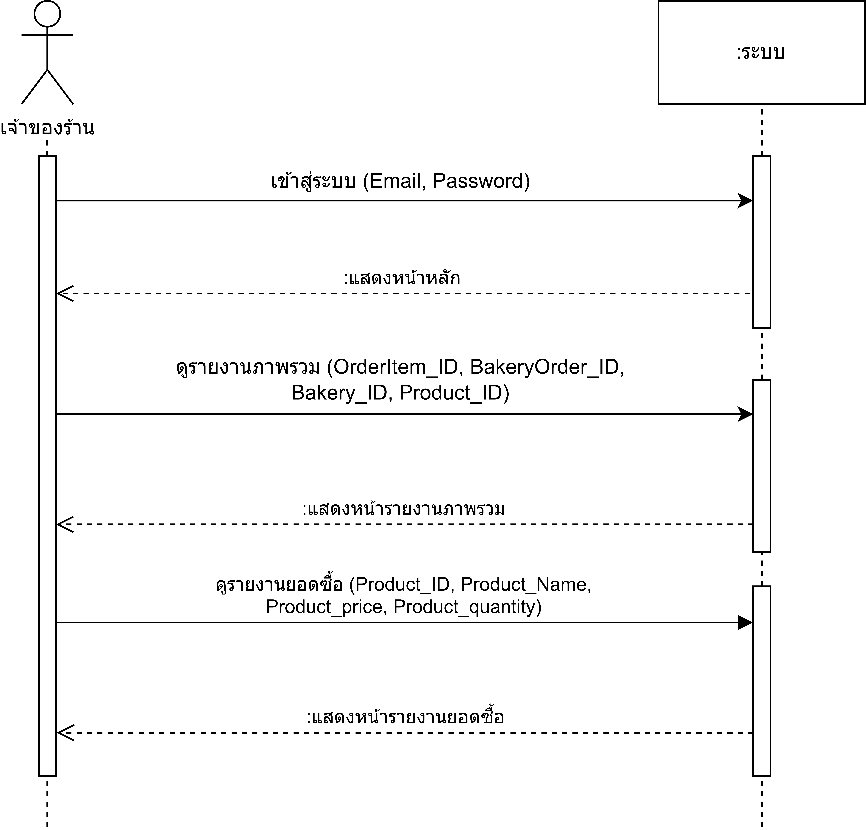 :ระบบ
เจ้าของร้าน
เข้าสู่ระบบ (Email, Password)
:แสดงหน้าหลัก
ดูรายงานภาพรวม (OrderItem_ID, BakeryOrder_ID,
Bakery_ID, Product_ID)
:แสดงหน้ารายงานภาพรวม
ดูรายงานยอดซื้อ (Product_ID, Product_Name,
Product_price, Product_quantity)
:แสดงหน้ารายงานยอดซื้อ